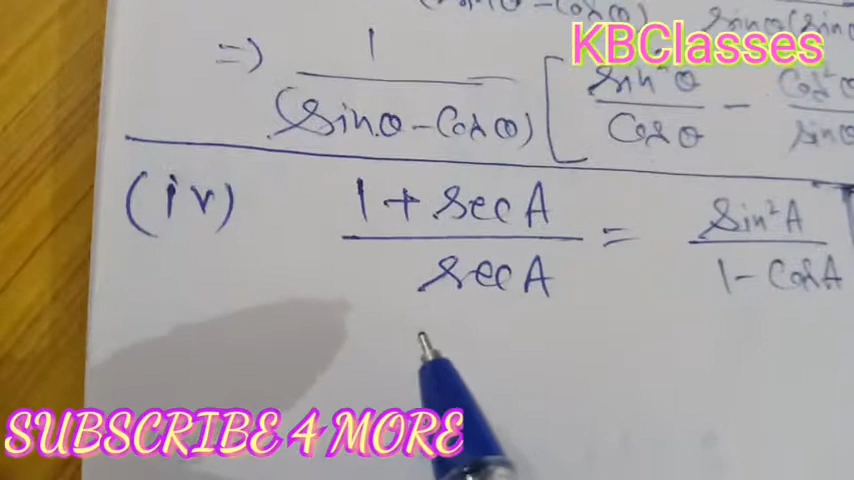 KBClasses
=) 1 / (sinθ - cosθ) [ sin²θ / cosθ - cos²θ / sinθ
(iv) 1 + secA / secA = sin²A / 1 - cosA
SUBSCRIBE 4 MORE